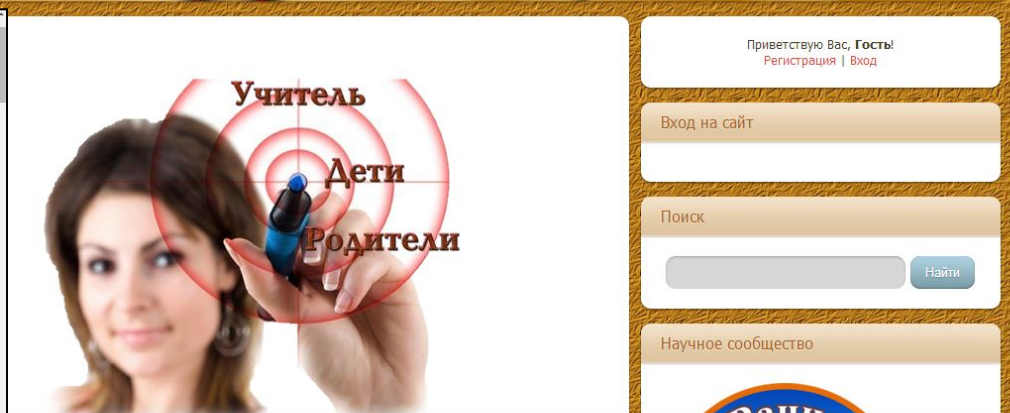 Учитель
Дети
Родители
Приветствую Вас, Гость!
Регистрация | Вход
Вход на сайт
Поиск
Найти
Научное сообщество